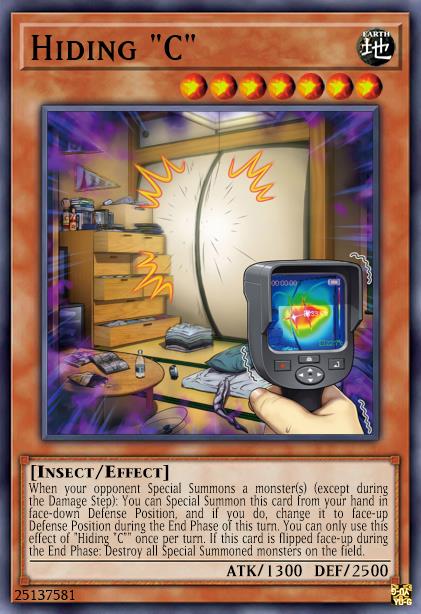 Hiding "C"
EARTH
地
00:00:00
[Insect/Effect]
When your opponent Special Summons a monster(s) (except during
the Damage Step): You can Special Summon this card from your hand in
face-down Defense Position, and if you do, change it to face-up
Defense Position during the End Phase of this turn. You can only use this
effect of "Hiding "C"" once per turn. If this card is flipped face-up during
the End Phase: Destroy all Special Summoned monsters on the field.
ATK/1300 DEF/2500
25137581